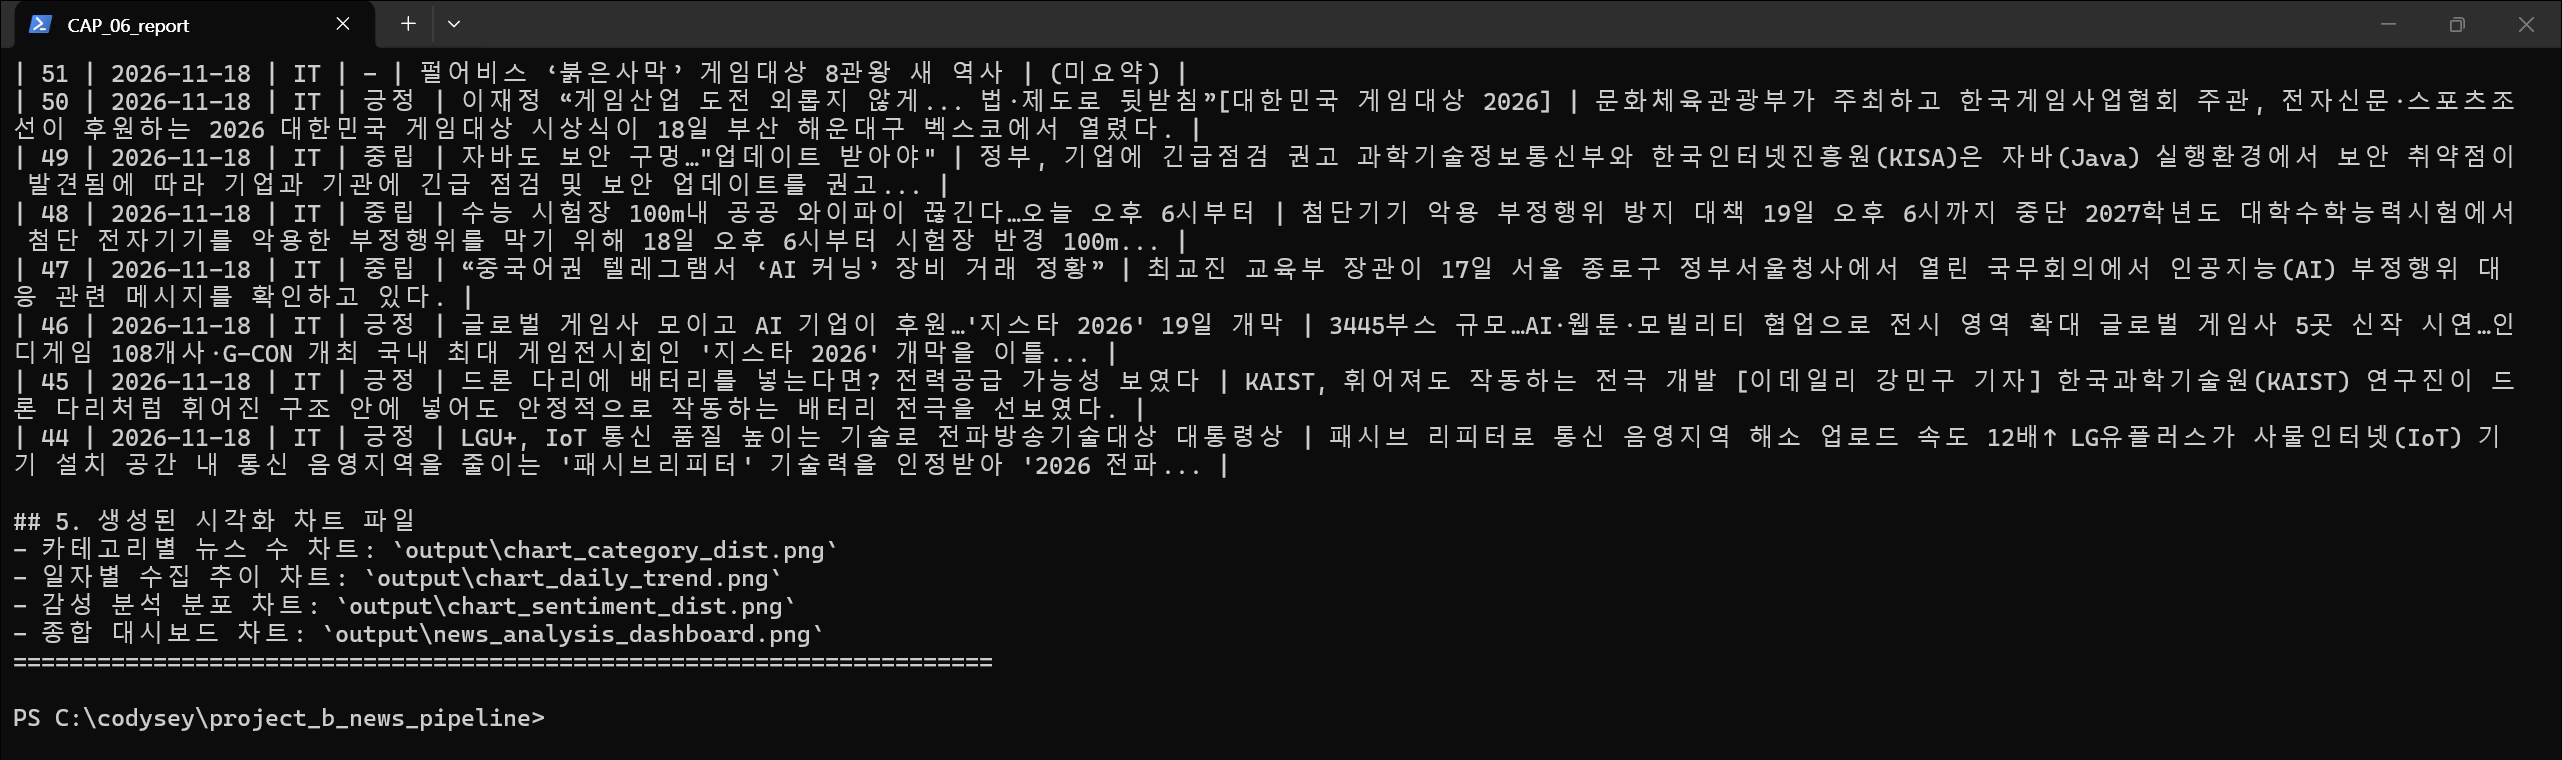 CAP_06_report
| 51 | 2026-11-18 | IT | - | 펄어비스 ‘붉은사막’ 게임대상 8관왕 새 역사 | (미요약) |
| 50 | 2026-11-18 | IT | 긍정 | 이재정 “게임산업 도전 외롭지 않게... 법·제도로 뒷받침”[대한민국 게임대상 2026] | 문화체육관광부가 주최하고 한국게임사업협회 주관, 전자신문·스포츠조
선이 후원하는 2026 대한민국 게임대상 시상식이 18일 부산 해운대구 벡스코에서 열렸다. |
| 49 | 2026-11-18 | IT | 중립 | 자바도 보안 구멍…"업데이트 받아야" | 정부, 기업에 긴급점검 권고 과학기술정보통신부와 한국인터넷진흥원(KISA)은 자바(Java) 실행환경에서 보안 취약점이
발견됨에 따라 기업과 기관에 긴급 점검 및 보안 업데이트를 권고... |
| 48 | 2026-11-18 | IT | 중립 | 수능 시험장 100m내 공공 와이파이 끊긴다…오늘 오후 6시부터 | 첨단기기 악용 부정행위 방지 대책 19일 오후 6시까지 중단 2027학년도 대학수학능력시험에서
첨단 전자기기를 악용한 부정행위를 막기 위해 18일 오후 6시부터 시험장 반경 100m... |
| 47 | 2026-11-18 | IT | 중립 | “중국어권 텔레그램서 ‘AI 커닝’ 장비 거래 정황” | 최교진 교육부 장관이 17일 서울 종로구 정부서울청사에서 열린 국무회의에서 인공지능(AI) 부정행위 대
응 관련 메시지를 확인하고 있다. |
| 46 | 2026-11-18 | IT | 긍정 | 글로벌 게임사 모이고 AI 기업이 후원…'지스타 2026' 19일 개막 | 3445부스 규모…AI·웹툰·모빌리티 협업으로 전시 영역 확대 글로벌 게임사 5곳 신작 시연…인
디게임 108개사·G-CON 개최 국내 최대 게임전시회인 '지스타 2026' 개막을 이틀... |
| 45 | 2026-11-18 | IT | 긍정 | 드론 다리에 배터리를 넣는다면? 전력공급 가능성 보였다 | KAIST, 휘어져도 작동하는 전극 개발 [이데일리 강민구 기자] 한국과학기술원(KAIST) 연구진이 드
론 다리처럼 휘어진 구조 안에 넣어도 안정적으로 작동하는 배터리 전극을 선보였다. |
| 44 | 2026-11-18 | IT | 긍정 | LGU+, IoT 통신 품질 높이는 기술로 전파방송기술대상 대통령상 | 패시브 리피터로 통신 음영지역 해소 업로드 속도 12배↑ LG유플러스가 사물인터넷(IoT) 기
기 설치 공간 내 통신 음영지역을 줄이는 '패시브리피터' 기술력을 인정받아 '2026 전파... |
## 5. 생성된 시각화 차트 파일
- 카테고리별 뉴스 수 차트: `output\chart_category_dist.png`
- 일자별 수집 추이 차트: `output\chart_daily_trend.png`
- 감성 분석 분포 차트: `output\chart_sentiment_dist.png`
- 종합 대시보드 차트: `output\news_analysis_dashboard.png`
======================================================================
PS C:\codysey\project_b_news_pipeline>